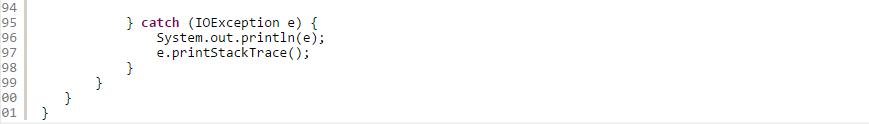 94
95 } catch (IOException e) {
96 System.out.println(e);
97 e.printStackTrace();
98 }
99 }
00 }
01 }